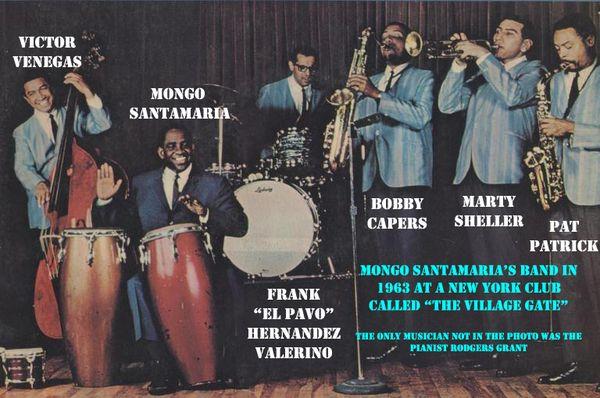 VICTOR
VENEGAS
MONGO
SANTAMARIA
Ludwig
BOBBY
CAPERS
MARTY
SHELLER
PAT
PATRICK
FRANK
"EL PAVO"
HERNANDEZ
VALERINO
MONGO SANTAMARIA'S BAND IN
1963 AT A NEW YORK CLUB
CALLED "THE VILLAGE GATE"
THE ONLY MUSICIAN NOT IN THE PHOTO WAS THE
PIANIST RODGERS GRANT